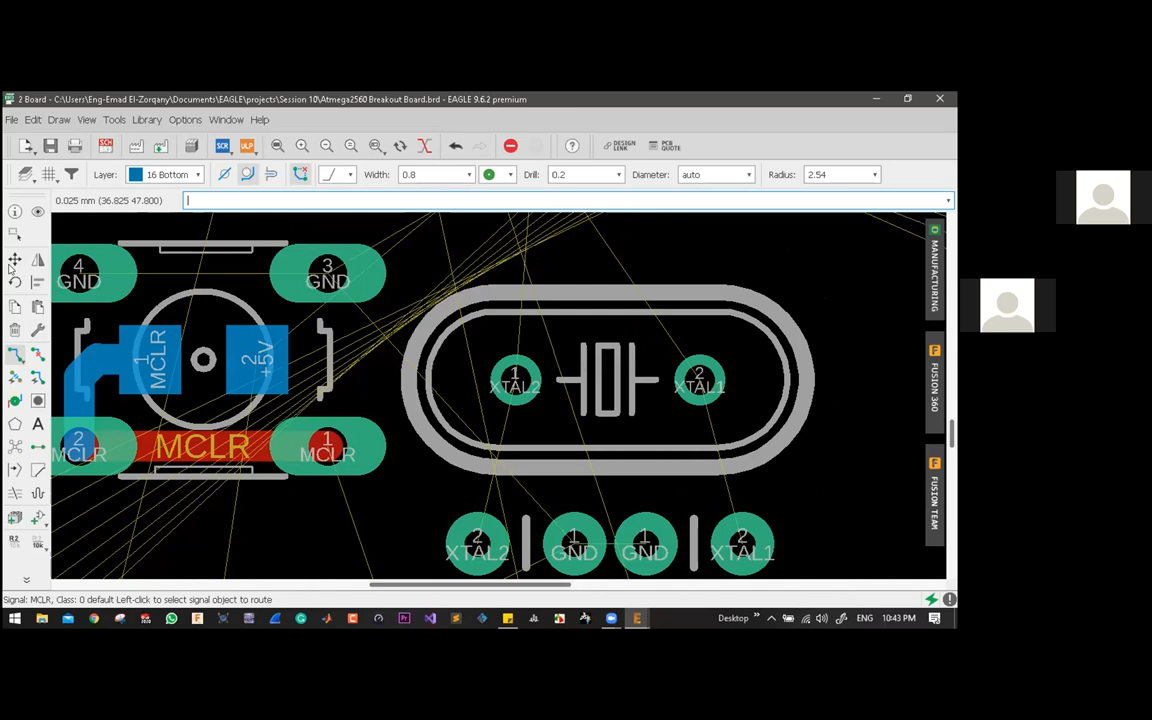 2 Board - C:\Users\Eng-Emad El-Zorqany\Documents\EAGLE\projects\Session 10\Atmega2560 Breakout Board.brd - EAGLE 9.6.2 premium
File Edit Draw View Tools Library Options Window Help
SCH SCR ULP DESIGN LINK PCB QUOTE
Layer: 16 Bottom Width: 0.8 Drill: 0.2 Diameter: auto Radius: 2.54
0.025 mm (36.825 47.800)
MANUFACTURING
FUSION 360
FUSION TEAM
4
GND
3
GND
1
MCLR
2
+5V
2
MCLR
MCLR
1
MCLR
1
XTAL2
2
XTAL1
2
XTAL2
1
GND
1
GND
2
XTAL1
R2
10k
Signal: MCLR, Class: 0 default Left-click to select signal object to route
Desktop ENG 10:43 PM